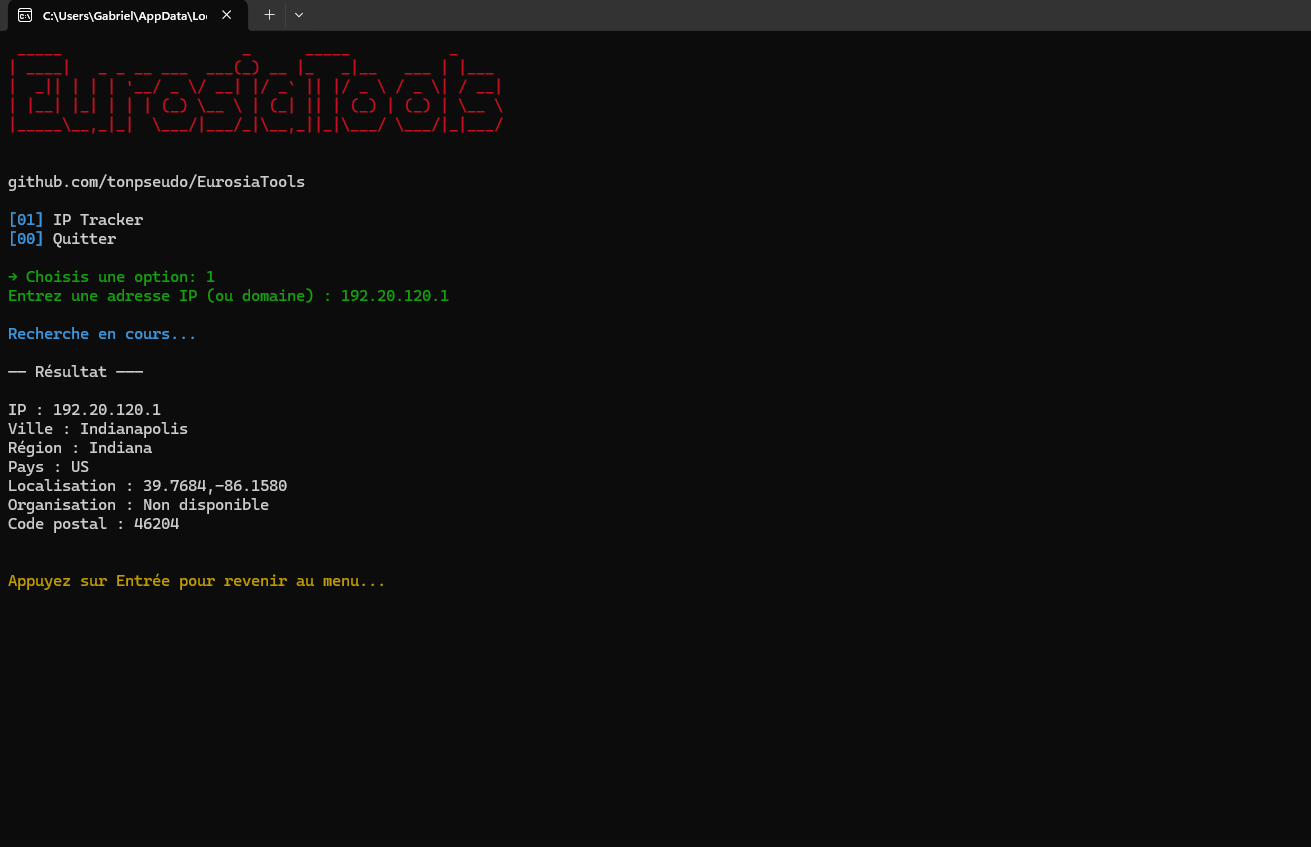 C:\Users\Gabriel\AppData\Lo
EurosiaTools
github.com/tonpseudo/EurosiaTools
[01] IP Tracker
[00] Quitter
→ Choisis une option: 1
Entrez une adresse IP (ou domaine) : 192.20.120.1
Recherche en cours...
—— Résultat ———
IP : 192.20.120.1
Ville : Indianapolis
Région : Indiana
Pays : US
Localisation : 39.7684,-86.1580
Organisation : Non disponible
Code postal : 46204
Appuyez sur Entrée pour revenir au menu...